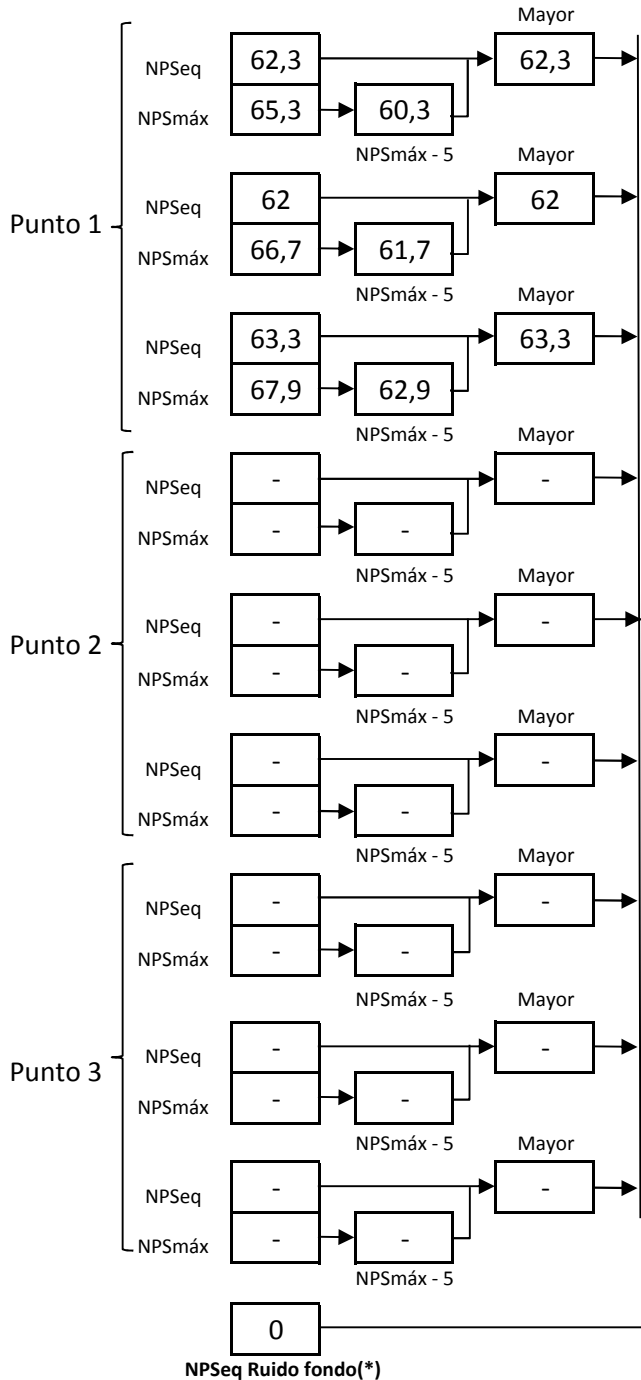 Mayor
NPSeq 62,3 62,3
NPSmáx 65,3 60,3
NPSmáx - 5 Mayor
Punto 1
NPSeq 62 62
NPSmáx 66,7 61,7
NPSmáx - 5 Mayor
NPSeq 63,3 63,3
NPSmáx 67,9 62,9
NPSmáx - 5 Mayor
NPSeq - -
NPSmáx - -
NPSmáx - 5 Mayor
Punto 2
NPSeq - -
NPSmáx - -
NPSmáx - 5 Mayor
NPSeq - -
NPSmáx - -
NPSmáx - 5 Mayor
NPSeq - -
NPSmáx - -
NPSmáx - 5 Mayor
Punto 3
NPSeq - -
NPSmáx - -
NPSmáx - 5 Mayor
NPSeq - -
NPSmáx - -
NPSmáx - 5
0
NPSeq Ruido fondo(*)